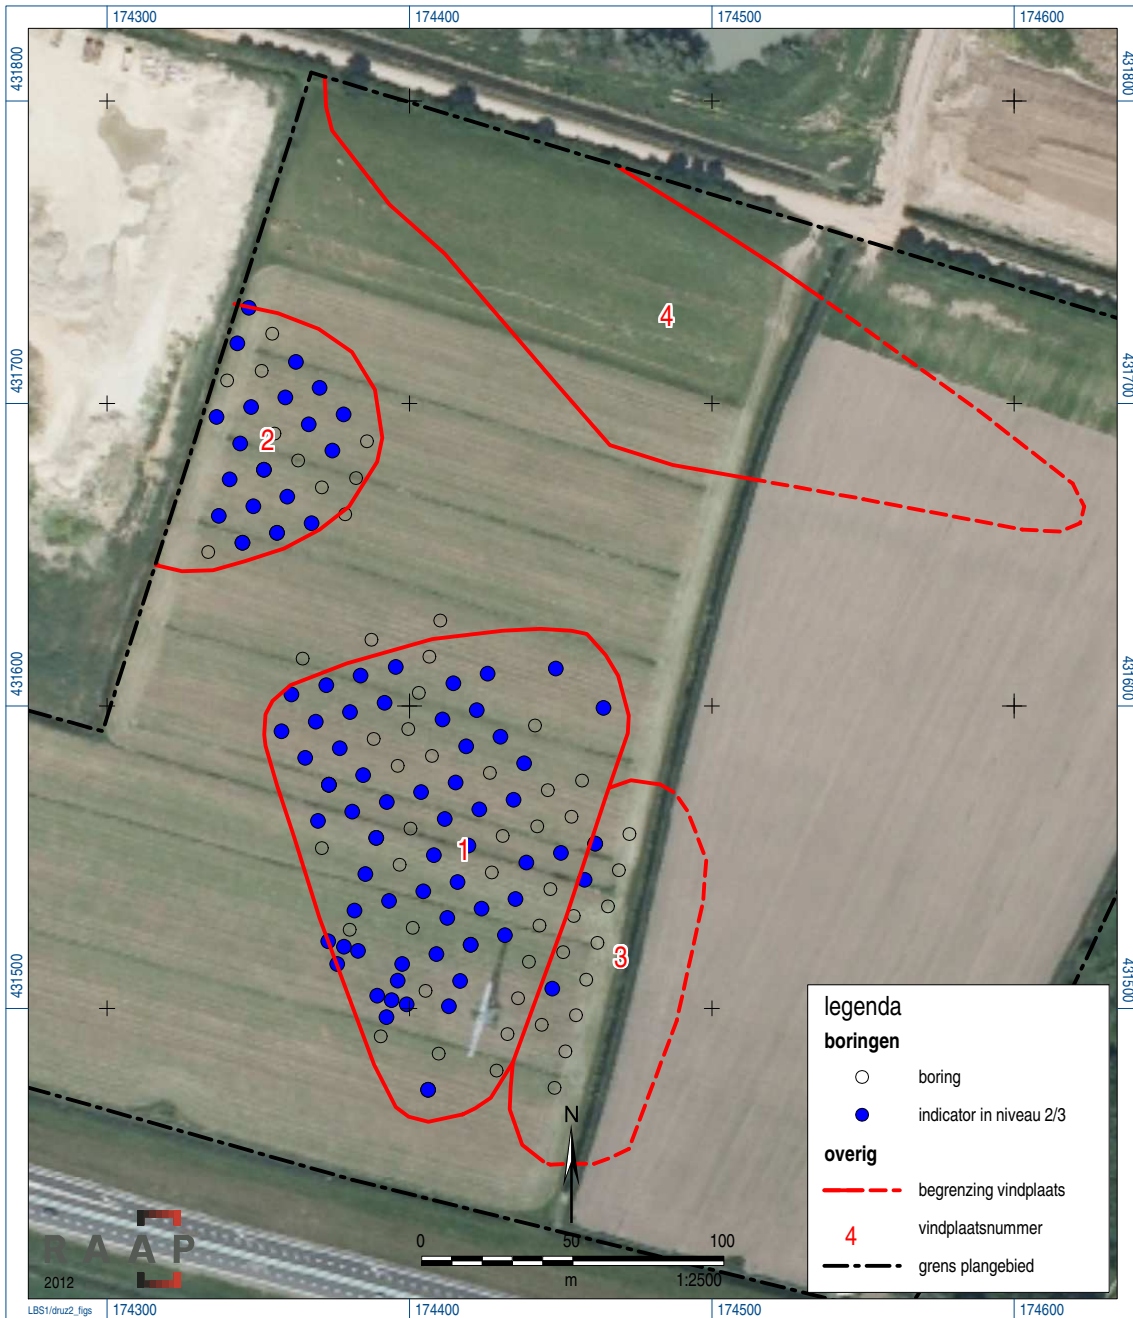 174300 174400 174500 174600
431800 431800
431700 431700
431600 431600
431500 431500
4
2
1
3
N
legenda
boringen
boring
indicator in niveau 2/3
overig
begrenzing vindplaats
4 vindplaatsnummer
grens plangebied
0 50 100
m 1:2500
RAAP
2012
LBS1/druz2_figs
174300 174400 174500 174600